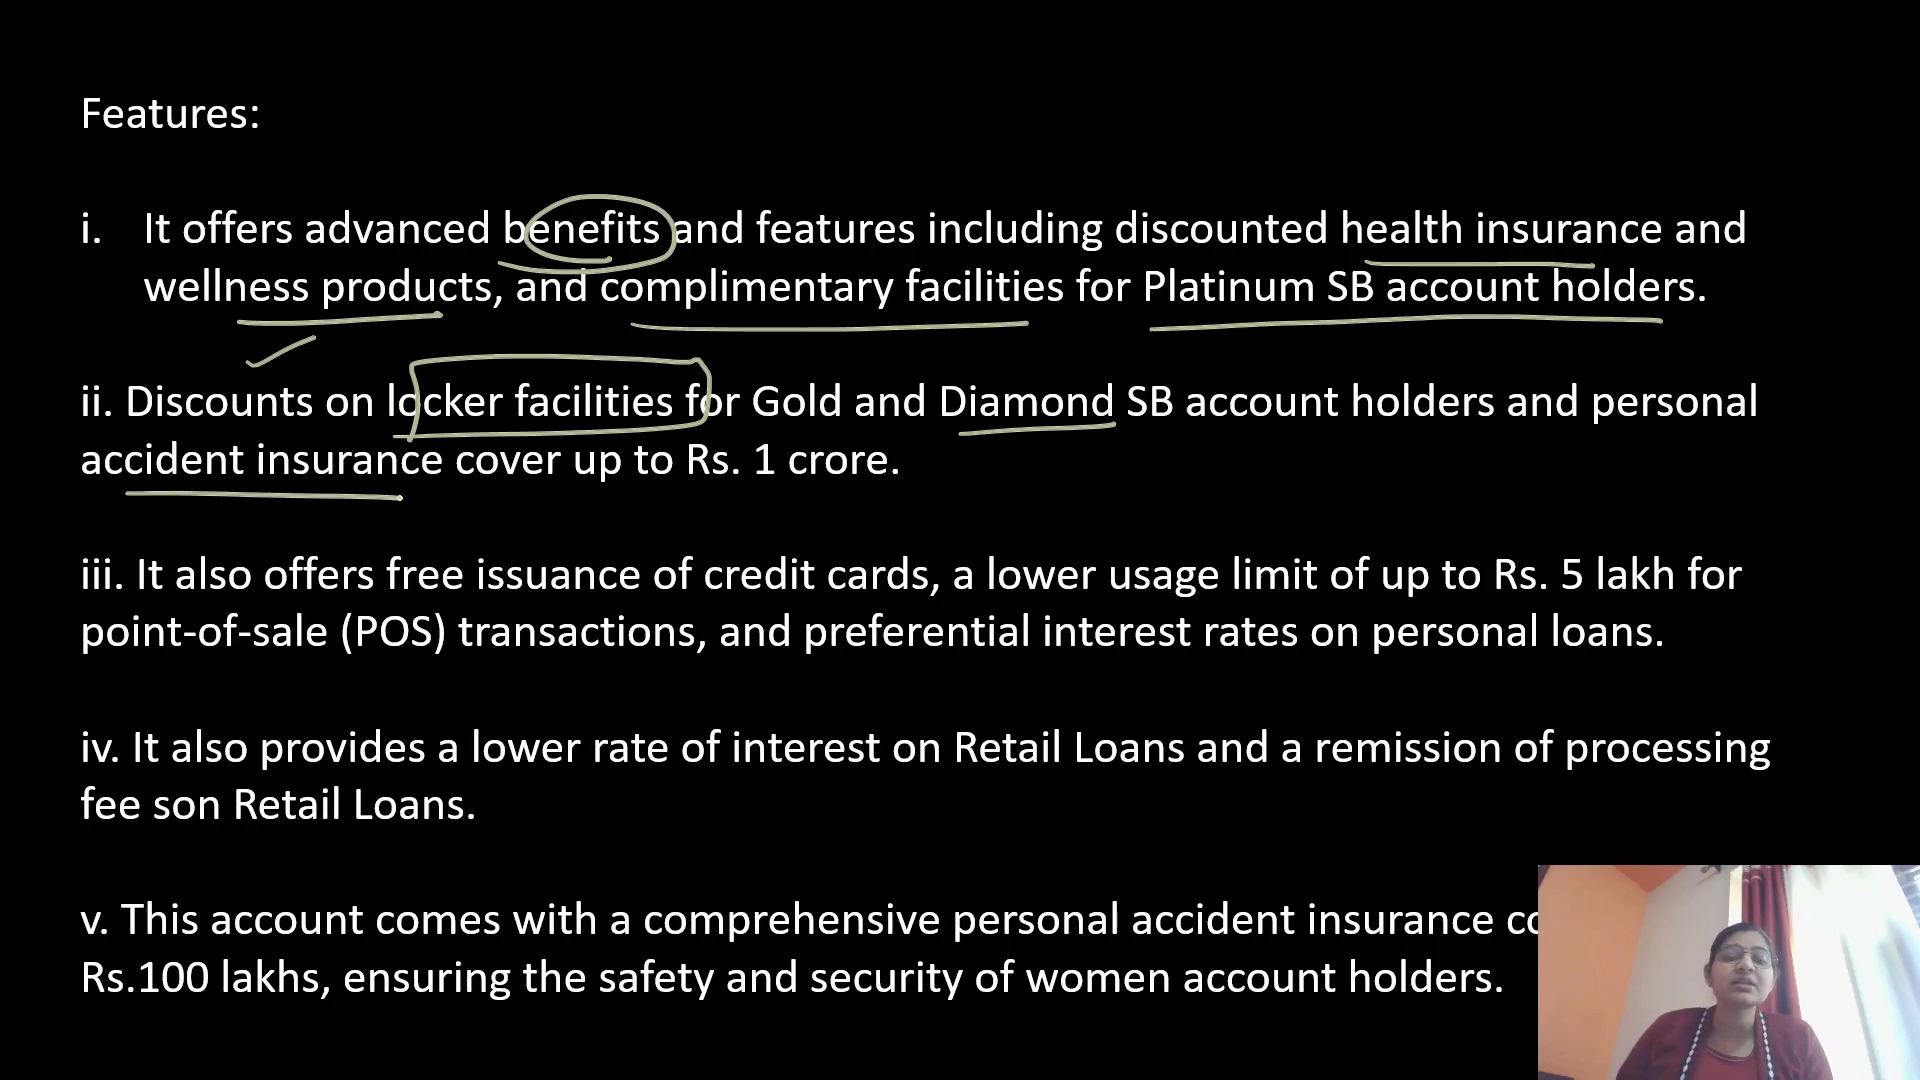 Features:
i. It offers advanced benefits and features including discounted health insurance and
wellness products, and complimentary facilities for Platinum SB account holders.
ii. Discounts on locker facilities for Gold and Diamond SB account holders and personal
accident insurance cover up to Rs. 1 crore.
iii. It also offers free issuance of credit cards, a lower usage limit of up to Rs. 5 lakh for
point-of-sale (POS) transactions, and preferential interest rates on personal loans.
iv. It also provides a lower rate of interest on Retail Loans and a remission of processing
fee son Retail Loans.
v. This account comes with a comprehensive personal accident insurance
Rs.100 lakhs, ensuring the safety and security of women account holders.